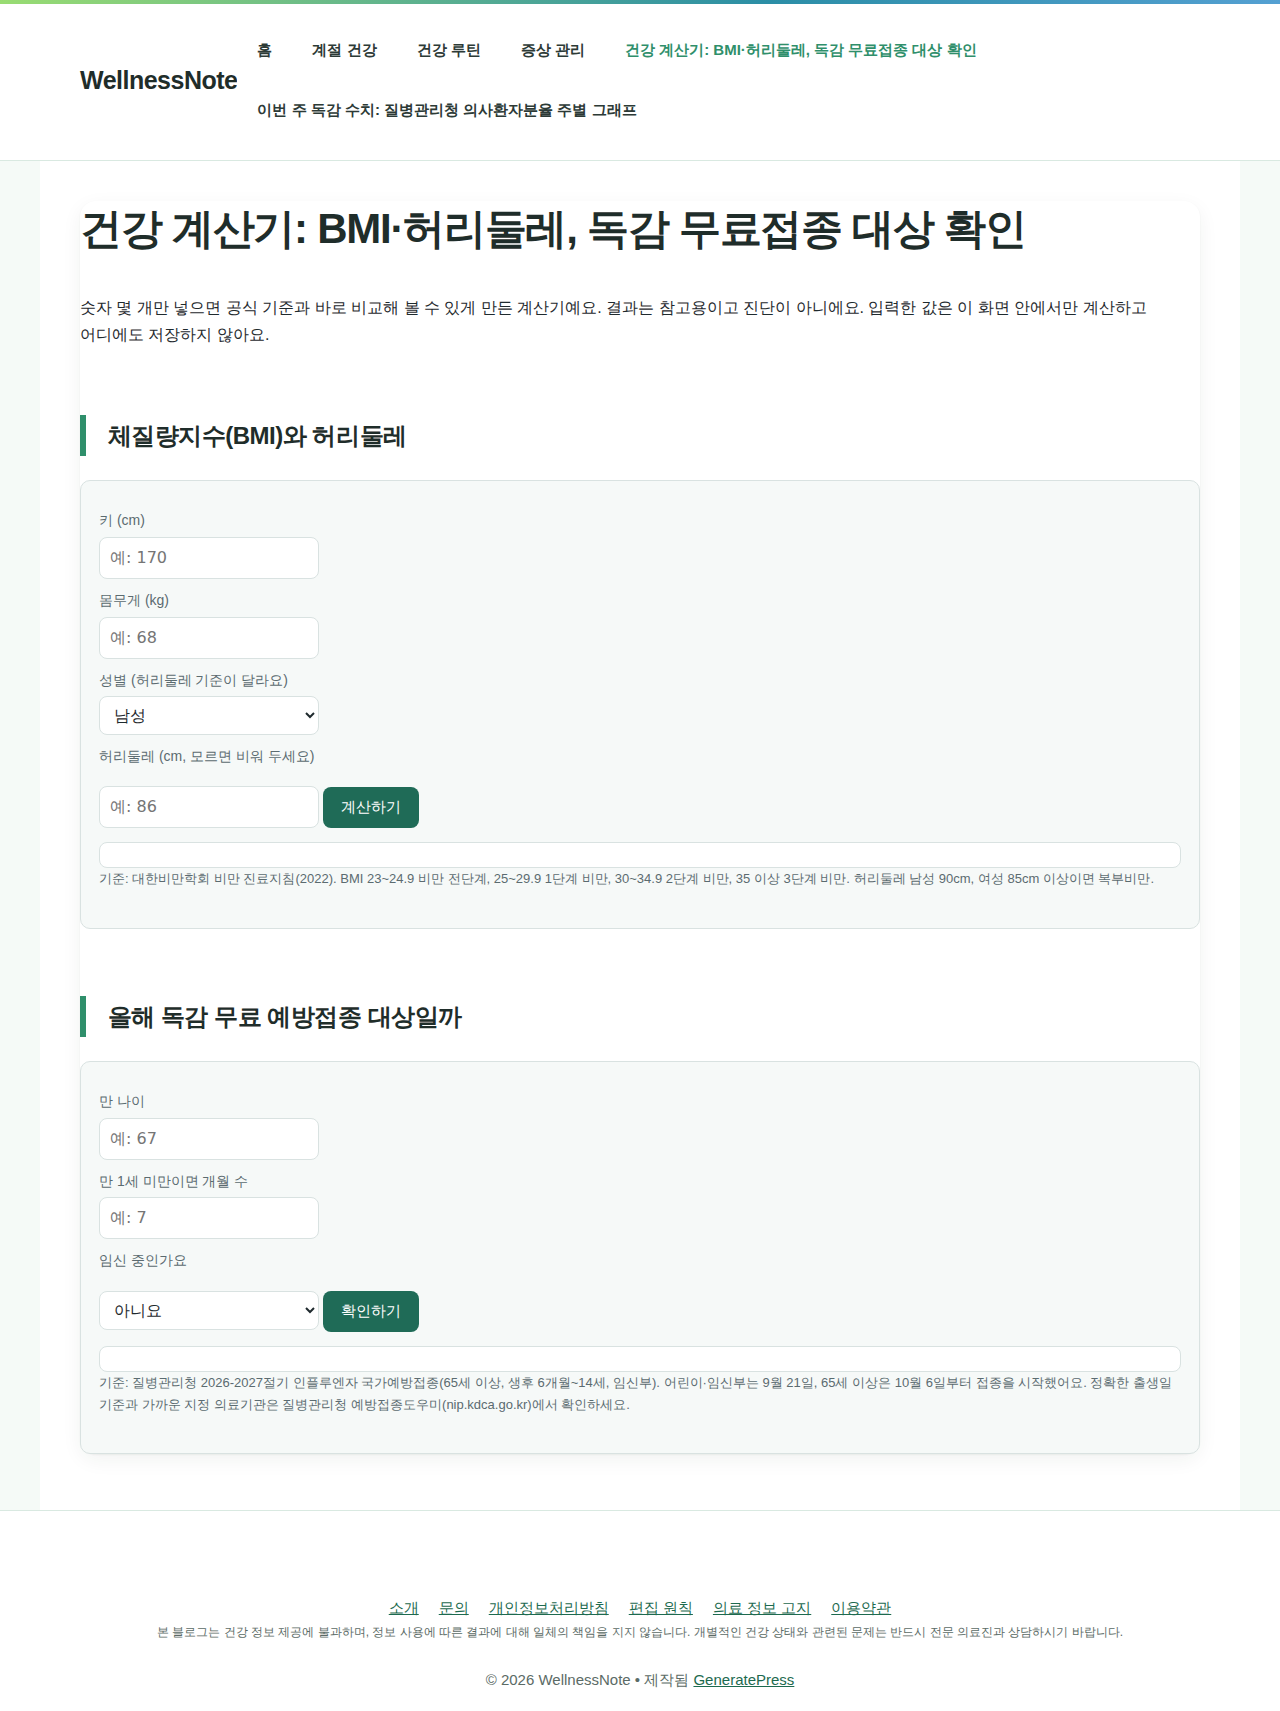 WellnessNote
홈 계절 건강 건강 루틴 증상 관리 건강 계산기: BMI·허리둘레, 독감 무료접종 대상 확인
이번 주 독감 수치: 질병관리청 의사환자분율 주별 그래프
건강 계산기: BMI·허리둘레, 독감 무료접종 대상 확인
숫자 몇 개만 넣으면 공식 기준과 바로 비교해 볼 수 있게 만든 계산기예요. 결과는 참고용이고 진단이 아니에요. 입력한 값은 이 화면 안에서만 계산하고
어디에도 저장하지 않아요.
체질량지수(BMI)와 허리둘레
키 (cm)
예: 170
몸무게 (kg)
예: 68
성별 (허리둘레 기준이 달라요)
남성
허리둘레 (cm, 모르면 비워 두세요)
예: 86 계산하기
기준: 대한비만학회 비만 진료지침(2022). BMI 23~24.9 비만 전단계, 25~29.9 1단계 비만, 30~34.9 2단계 비만, 35 이상 3단계 비만. 허리둘레 남성 90cm, 여성 85cm 이상이면 복부비만.
올해 독감 무료 예방접종 대상일까
만 나이
예: 67
만 1세 미만이면 개월 수
예: 7
임신 중인가요
아니요 확인하기
기준: 질병관리청 2026-2027절기 인플루엔자 국가예방접종(65세 이상, 생후 6개월~14세, 임신부). 어린이·임신부는 9월 21일, 65세 이상은 10월 6일부터 접종을 시작했어요. 정확한 출생일
기준과 가까운 지정 의료기관은 질병관리청 예방접종도우미(nip.kdca.go.kr)에서 확인하세요.
소개 문의 개인정보처리방침 편집 원칙 의료 정보 고지 이용약관
본 블로그는 건강 정보 제공에 불과하며, 정보 사용에 따른 결과에 대해 일체의 책임을 지지 않습니다. 개별적인 건강 상태와 관련된 문제는 반드시 전문 의료진과 상담하시기 바랍니다.
© 2026 WellnessNote • 제작됨 GeneratePress